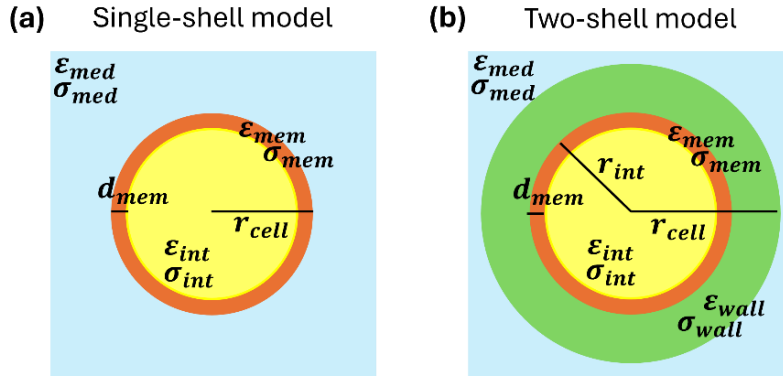 (a) Single-shell model
ε_med
σ_med
ε_mem
σ_mem
d_mem
r_cell
ε_int
σ_int
(b) Two-shell model
ε_med
σ_med
ε_mem
σ_mem
r_int
d_mem
r_cell
ε_int
σ_int
ε_wall
σ_wall